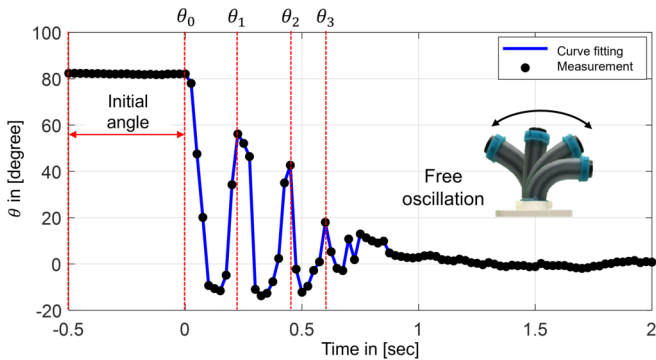 θ₀ θ₁ θ₂ θ₃
100
80
60
40
20
0
-20
θ in [degree]
Initial
angle
Curve fitting
Measurement
Free
oscillation
-0.5 0 0.5 1 1.5 2
Time in [sec]